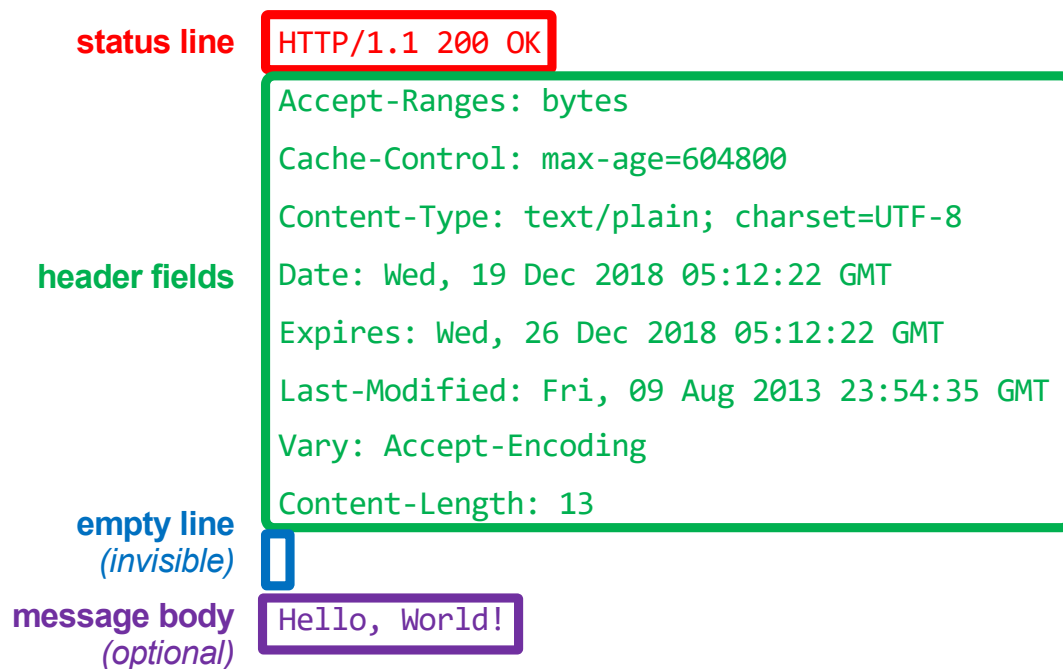 status line
HTTP/1.1 200 OK
header fields
Accept-Ranges: bytes
Cache-Control: max-age=604800
Content-Type: text/plain; charset=UTF-8
Date: Wed, 19 Dec 2018 05:12:22 GMT
Expires: Wed, 26 Dec 2018 05:12:22 GMT
Last-Modified: Fri, 09 Aug 2013 23:54:35 GMT
Vary: Accept-Encoding
Content-Length: 13
empty line
(invisible)
message body
(optional)
Hello, World!